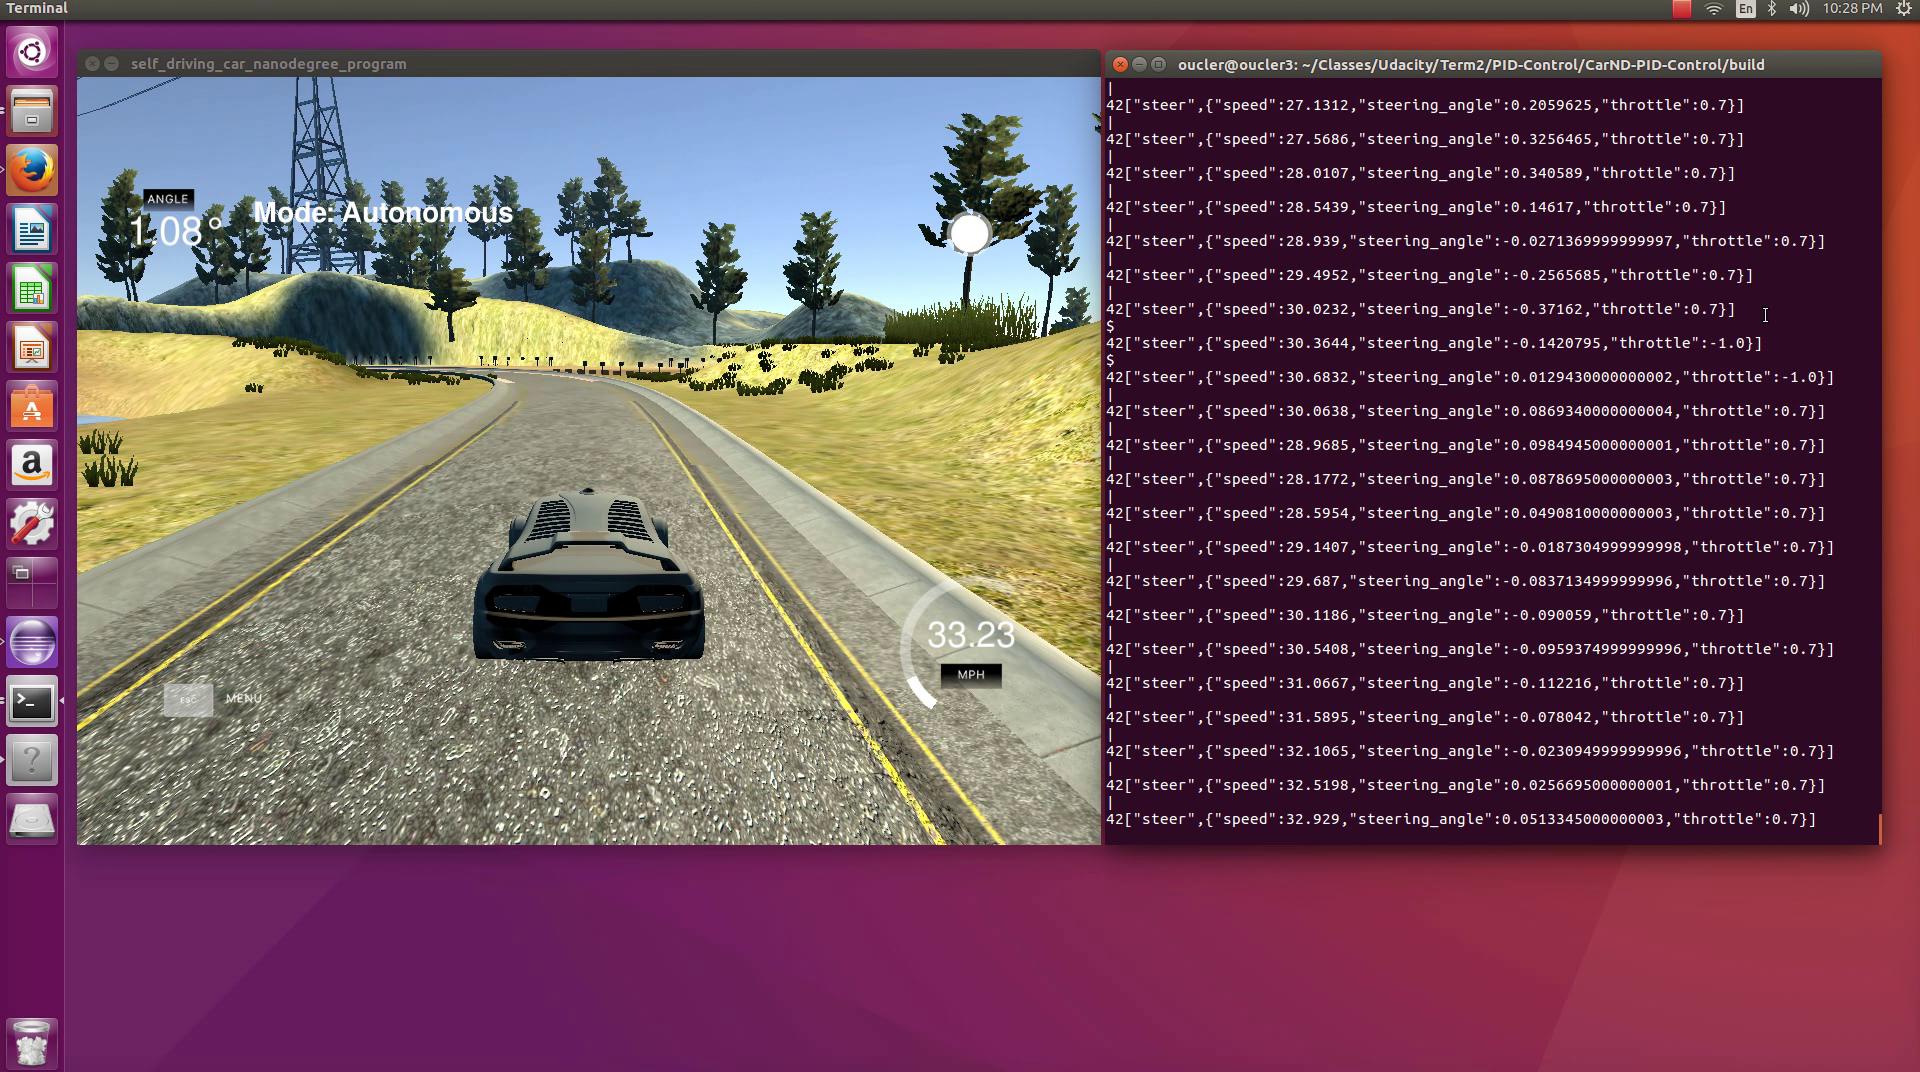 Terminal
En
10:28 PM
self_driving_car_nanodegree_program
ANGLE
1.08°
Mode: Autonomous
33.23
MPH
ESC
MENU
oucler@oucler3: ~/Classes/Udacity/Term2/PID-Control/CarND-PID-Control/build
|
42["steer",{"speed":27.1312,"steering_angle":0.2059625,"throttle":0.7}]
|
42["steer",{"speed":27.5686,"steering_angle":0.3256465,"throttle":0.7}]
|
42["steer",{"speed":28.0107,"steering_angle":0.340589,"throttle":0.7}]
|
42["steer",{"speed":28.5439,"steering_angle":0.14617,"throttle":0.7}]
|
42["steer",{"speed":28.939,"steering_angle":-0.0271369999999997,"throttle":0.7}]
|
42["steer",{"speed":29.4952,"steering_angle":-0.2565685,"throttle":0.7}]
|
42["steer",{"speed":30.0232,"steering_angle":-0.37162,"throttle":0.7}]
$
42["steer",{"speed":30.3644,"steering_angle":-0.1420795,"throttle":-1.0}]
$
42["steer",{"speed":30.6832,"steering_angle":0.0129430000000002,"throttle":-1.0}]
|
42["steer",{"speed":30.0638,"steering_angle":0.0869340000000004,"throttle":0.7}]
|
42["steer",{"speed":28.9685,"steering_angle":0.0984945000000001,"throttle":0.7}]
|
42["steer",{"speed":28.1772,"steering_angle":0.0878695000000003,"throttle":0.7}]
|
42["steer",{"speed":28.5954,"steering_angle":0.0490810000000003,"throttle":0.7}]
|
42["steer",{"speed":29.1407,"steering_angle":-0.0187304999999998,"throttle":0.7}]
|
42["steer",{"speed":29.687,"steering_angle":-0.0837134999999996,"throttle":0.7}]
|
42["steer",{"speed":30.1186,"steering_angle":-0.090059,"throttle":0.7}]
|
42["steer",{"speed":30.5408,"steering_angle":-0.0959374999999996,"throttle":0.7}]
|
42["steer",{"speed":31.0667,"steering_angle":-0.112216,"throttle":0.7}]
|
42["steer",{"speed":31.5895,"steering_angle":-0.078042,"throttle":0.7}]
|
42["steer",{"speed":32.1065,"steering_angle":-0.0230949999999996,"throttle":0.7}]
|
42["steer",{"speed":32.5198,"steering_angle":0.0256695000000001,"throttle":0.7}]
|
42["steer",{"speed":32.929,"steering_angle":0.0513345000000003,"throttle":0.7}]